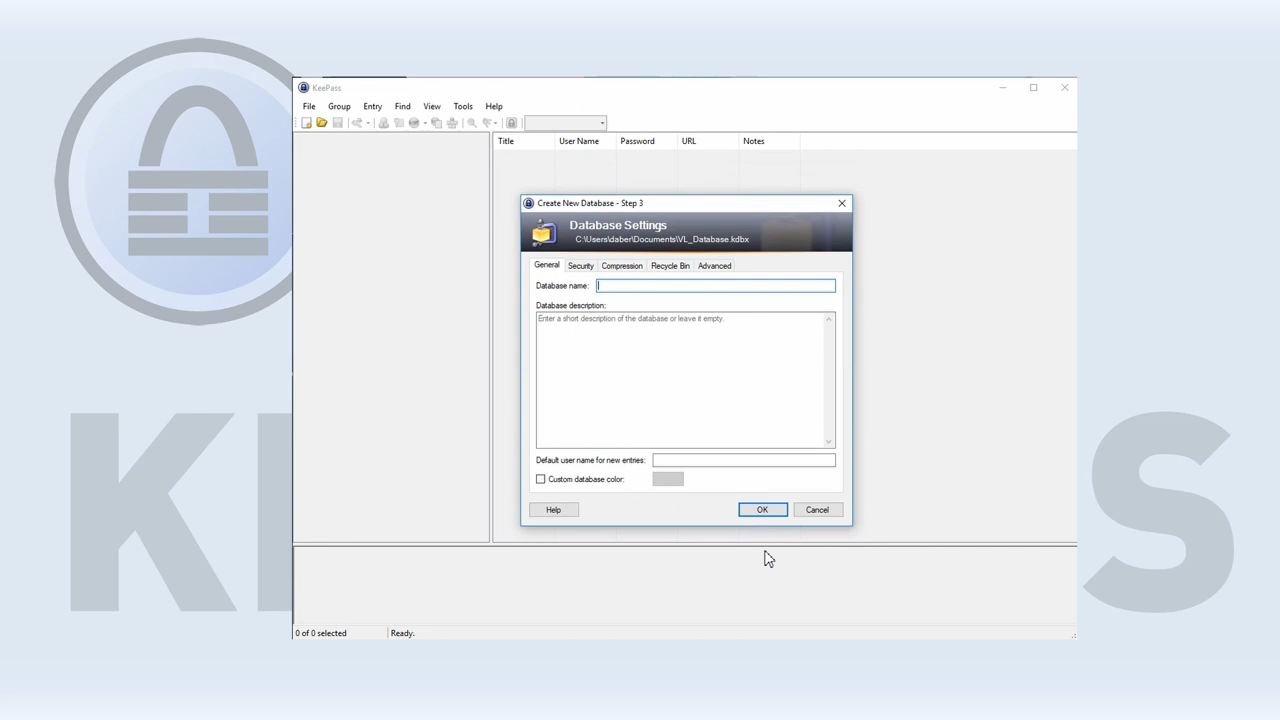 KeePass
File Group Entry Find View Tools Help
Title User Name Password URL Notes
Create New Database - Step 3
Database Settings
C:\Users\daber\Documents\VL_Database.kdbx
General Security Compression Recycle Bin Advanced
Database name:
Database description:
Enter a short description of the database or leave it empty.
Default user name for new entries:
Custom database color:
Help OK Cancel
K S
0 of 0 selected Ready.